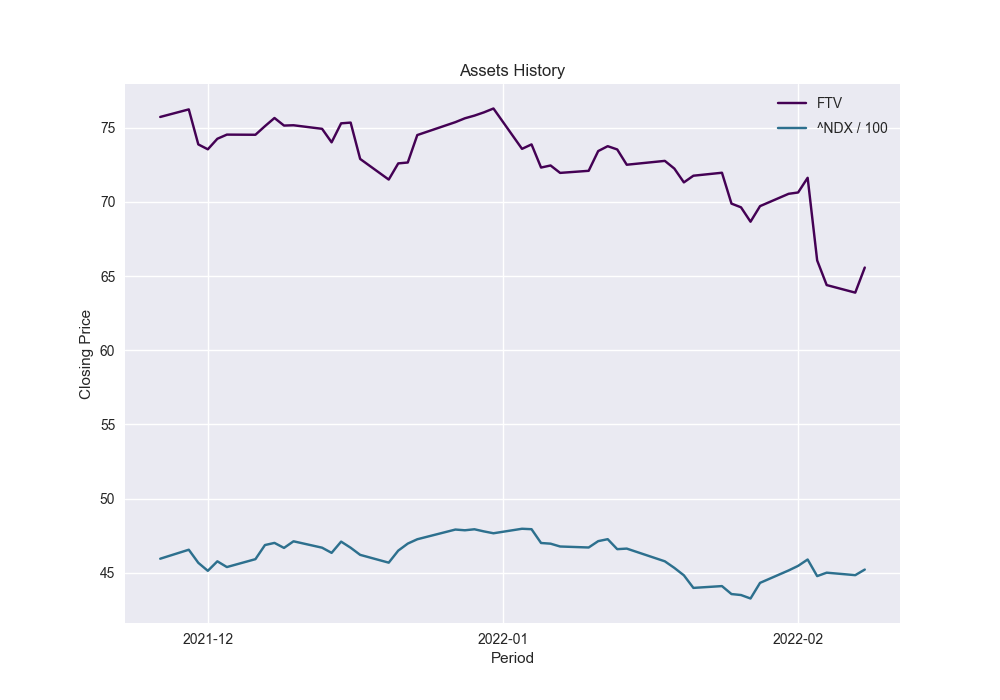 Assets History
FTV
^NDX / 100
75
70
65
60
55
50
45
Closing Price
2021-12
2022-01
2022-02
Period